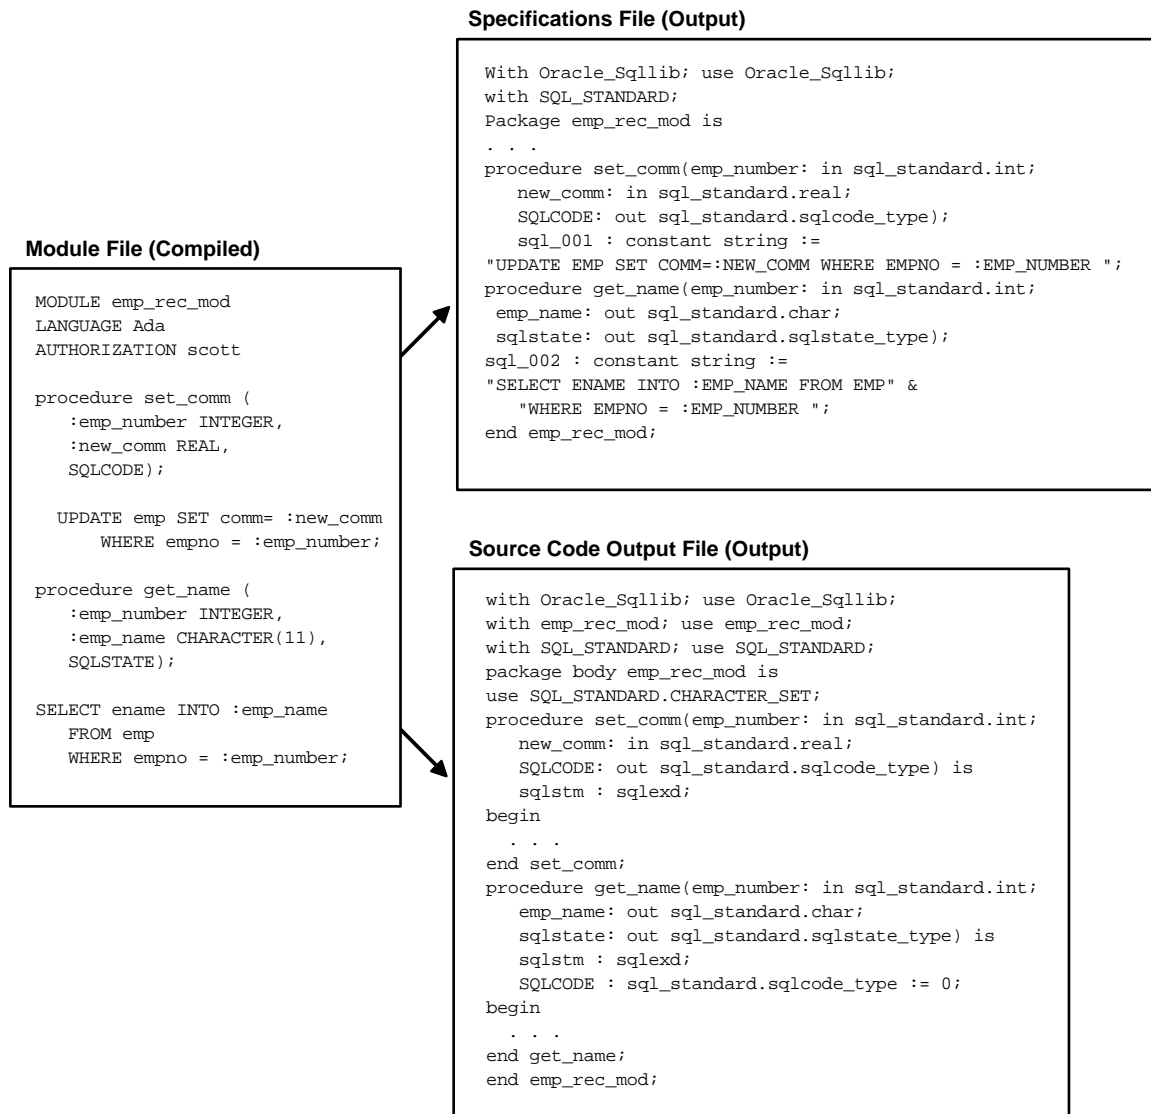 Specifications File (Output)
With Oracle_Sqllib; use Oracle_Sqllib;
with SQL_STANDARD;
Package emp_rec_mod is
. . .
procedure set_comm(emp_number: in sql_standard.int;
new_comm: in sql_standard.real;
SQLCODE: out sql_standard.sqlcode_type);
sql_001 : constant string :=
"UPDATE EMP SET COMM=:NEW_COMM WHERE EMPNO = :EMP_NUMBER ";
procedure get_name(emp_number: in sql_standard.int;
emp_name: out sql_standard.char;
sqlstate: out sql_standard.sqlstate_type);
sql_002 : constant string :=
"SELECT ENAME INTO :EMP_NAME FROM EMP" &
"WHERE EMPNO = :EMP_NUMBER ";
end emp_rec_mod;
Module File (Compiled)
MODULE emp_rec_mod
LANGUAGE Ada
AUTHORIZATION scott
procedure set_comm (
:emp_number INTEGER,
:new_comm REAL,
SQLCODE);
UPDATE emp SET comm= :new_comm
WHERE empno = :emp_number;
procedure get_name (
:emp_number INTEGER,
:emp_name CHARACTER(11),
SQLSTATE);
SELECT ename INTO :emp_name
FROM emp
WHERE empno = :emp_number;
Source Code Output File (Output)
with Oracle_Sqllib; use Oracle_Sqllib;
with emp_rec_mod; use emp_rec_mod;
with SQL_STANDARD; use SQL_STANDARD;
package body emp_rec_mod is
use SQL_STANDARD.CHARACTER_SET;
procedure set_comm(emp_number: in sql_standard.int;
new_comm: in sql_standard.real;
SQLCODE: out sql_standard.sqlcode_type) is
sqlstm : sqlexd;
begin
. . .
end set_comm;
procedure get_name(emp_number: in sql_standard.int;
emp_name: out sql_standard.char;
sqlstate: out sql_standard.sqlstate_type) is
sqlstm : sqlexd;
SQLCODE : sql_standard.sqlcode_type := 0;
begin
. . .
end get_name;
end emp_rec_mod;